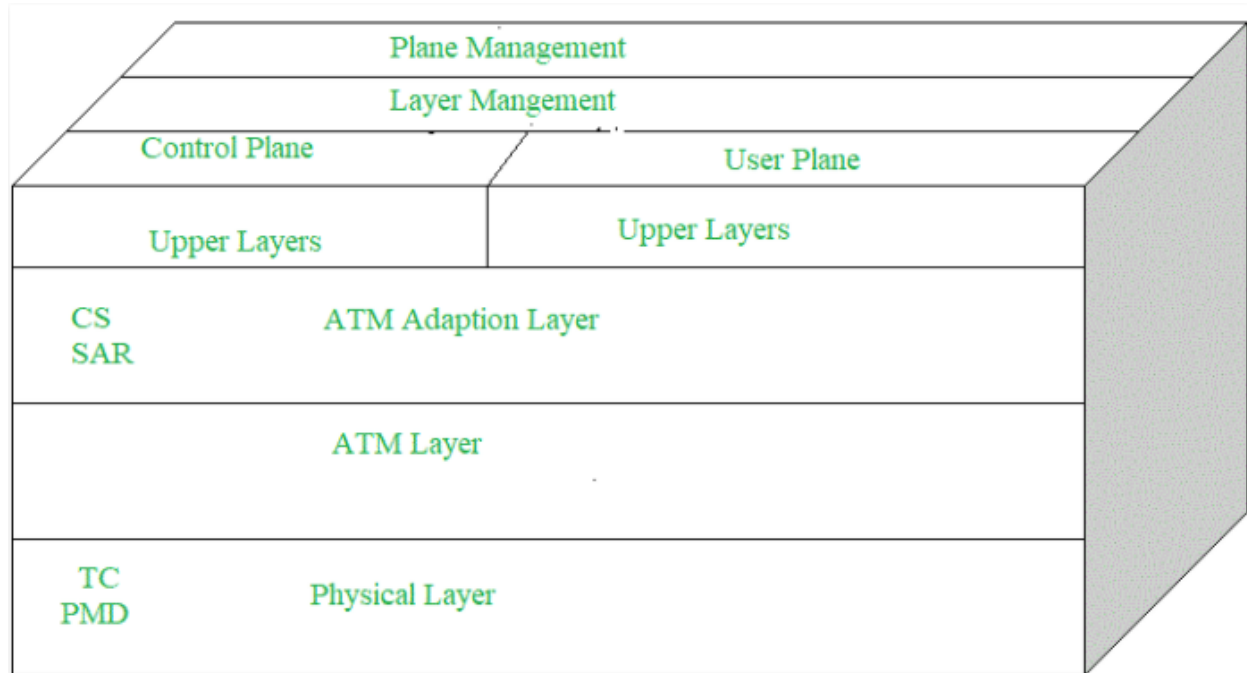 Plane Management
Layer Mangement
Control Plane
User Plane
Upper Layers
Upper Layers
CS
SAR
ATM Adaption Layer
ATM Layer
TC
PMD
Physical Layer